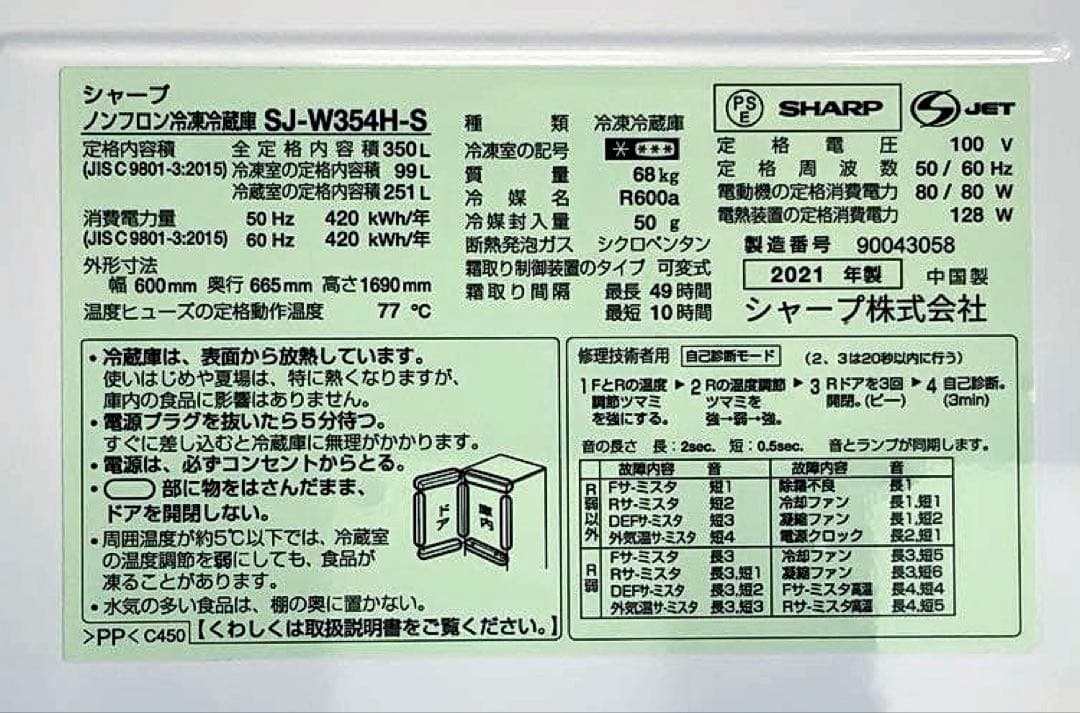 シャープ
ノンフロン冷凍冷蔵庫 SJ-W354H-S
定格内容積 全定格内容積 350L
(JIS C 9801-3:2015) 冷凍室の定格内容積 99L
冷蔵室の定格内容積 251L
消費電力量 50 Hz 420 kWh/年
(JIS C 9801-3:2015) 60 Hz 420 kWh/年
外形寸法
幅 600mm 奥行 665mm 高さ1690mm
温度ヒューズの定格動作温度 77 ℃
種類 冷凍冷蔵庫
冷凍室の記号 * ***
質量 68kg
冷媒名 R600a
冷媒封入量 50 g
断熱発泡ガス シクロペンタン
霜取り制御装置のタイプ 可変式
霜取り間隔 最長 49時間
最短 10時間
PSE SHARP JET
定格電圧 100 V
定格周波数 50 / 60 Hz
電動機の定格消費電力 80 / 80 W
電熱装置の定格消費電力 128 W
製造番号 90043058
2021 年製 中国製
シャープ株式会社
・冷蔵庫は、表面から放熱しています。
使いはじめや夏場は、特に熱くなりますが、
庫内の食品に影響はありません。
・電源プラグを抜いたら5分待つ。
すぐに差し込むと冷蔵庫に無理がかかります。
・電源は、必ずコンセントからとる。
・ 部に物をはさんだまま、
ドアを開閉しない。
・周囲温度が約5℃以下では、冷蔵室
の温度調節を弱にしても、食品が
凍ることがあります。
・水気の多い食品は、棚の奥に置かない。
ドア
庫内
>PP< C450 【くわしくは取扱説明書をご覧ください。】
修理技術者用 自己診断モード (2、3は20秒以内に行う)
1 FとRの温度 ▶ 2 Rの温度調節 ▶ 3 Rドアを3回 ▶ 4 自己診断。
調節ツマミ ツマミを 開閉。(ピー) (3min)
を強にする。 強→弱→強。
音の長さ 長:2sec. 短:0.5sec. 音とランプが同期します。
故障内容 音 故障内容 音
R弱以外
Fサーミスタ 短1 除霜不良 長1
Rサーミスタ 短2 冷却ファン 長1.短1
DEFサーミスタ 短3 凝縮ファン 長1.短2
外気温サーミスタ 短4 電源クロック 長2.短1
R弱
Fサーミスタ 長3 冷却ファン 長3.短5
Rサーミスタ 長3.短1 凝縮ファン 長3.短6
DEFサーミスタ 長3.短2 Fサーミスタ高温 長4.短4
外気温サーミスタ 長3.短3 Rサーミスタ高温 長4.短5